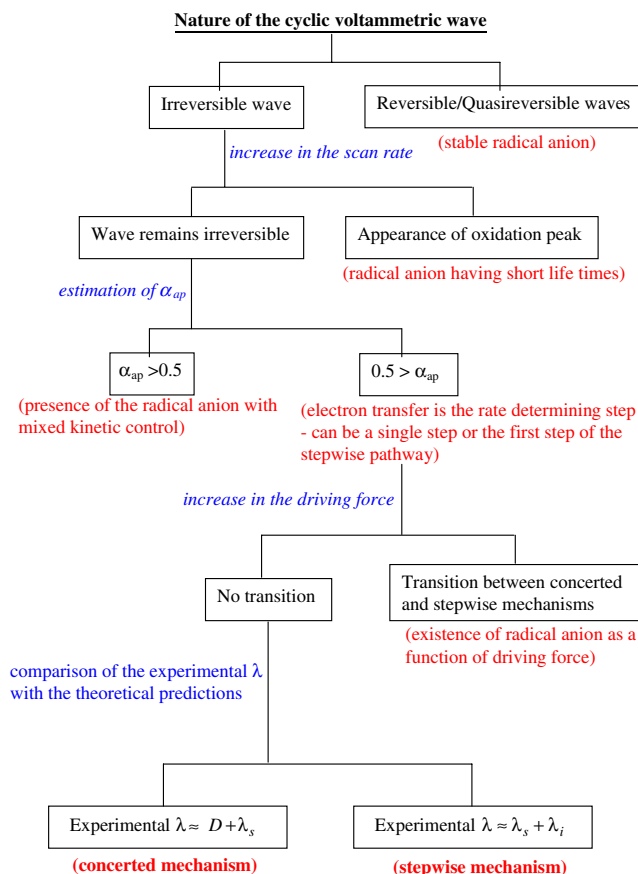 Nature of the cyclic voltammetric wave
Irreversible wave
Reversible/Quasireversible waves
(stable radical anion)
increase in the scan rate
Wave remains irreversible
Appearance of oxidation peak
(radical anion having short life times)
estimation of αap
αap >0.5
0.5 > αap
(presence of the radical anion with
mixed kinetic control)
(electron transfer is the rate determining step
- can be a single step or the first step of the
stepwise pathway)
increase in the driving force
No transition
Transition between concerted
and stepwise mechanisms
(existence of radical anion as a
function of driving force)
comparison of the experimental λ
with the theoretical predictions
Experimental λ≈ D+λs
Experimental λ≈λs+λi
(concerted mechanism)
(stepwise mechanism)